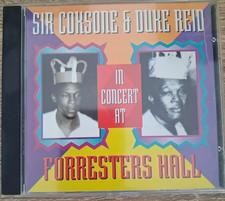 SIR COXSONE & DUKE REID
IN
CONCERT
AT
FORRESTERS HALL